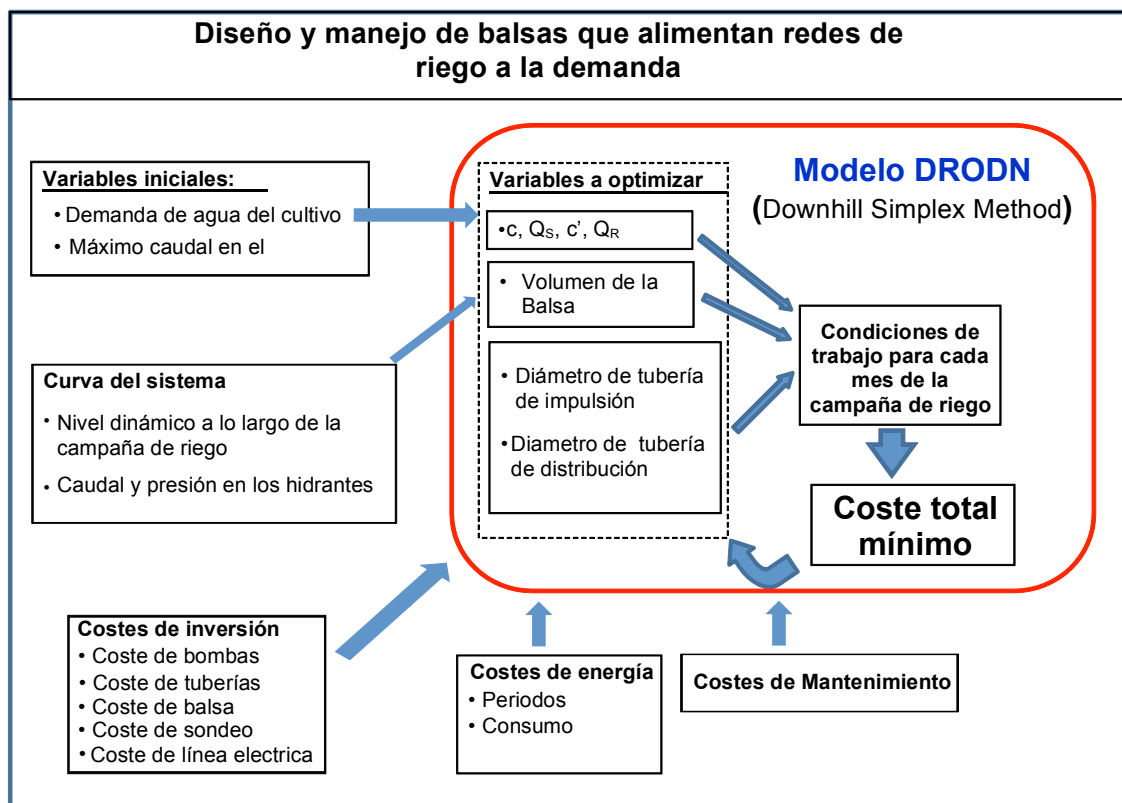 Diseño y manejo de balsas que alimentan redes de
riego a la demanda
Variables iniciales:
• Demanda de agua del cultivo
• Máximo caudal en el
Curva del sistema
• Nivel dinámico a lo largo de la
campaña de riego
• Caudal y presión en los hidrantes
Variables a optimizar
•c, QS, c’, QR
• Volumen de la
Balsa
• Diámetro de tubería
de impulsión
• Diametro de tubería
de distribución
Modelo DRODN
(Downhill Simplex Method)
Condiciones de
trabajo para cada
mes de la
campaña de riego
Coste total
mínimo
Costes de inversión
• Coste de bombas
• Coste de tuberías
• Coste de balsa
• Coste de sondeo
• Coste de línea electrica
Costes de energía
• Periodos
• Consumo
Costes de Mantenimiento